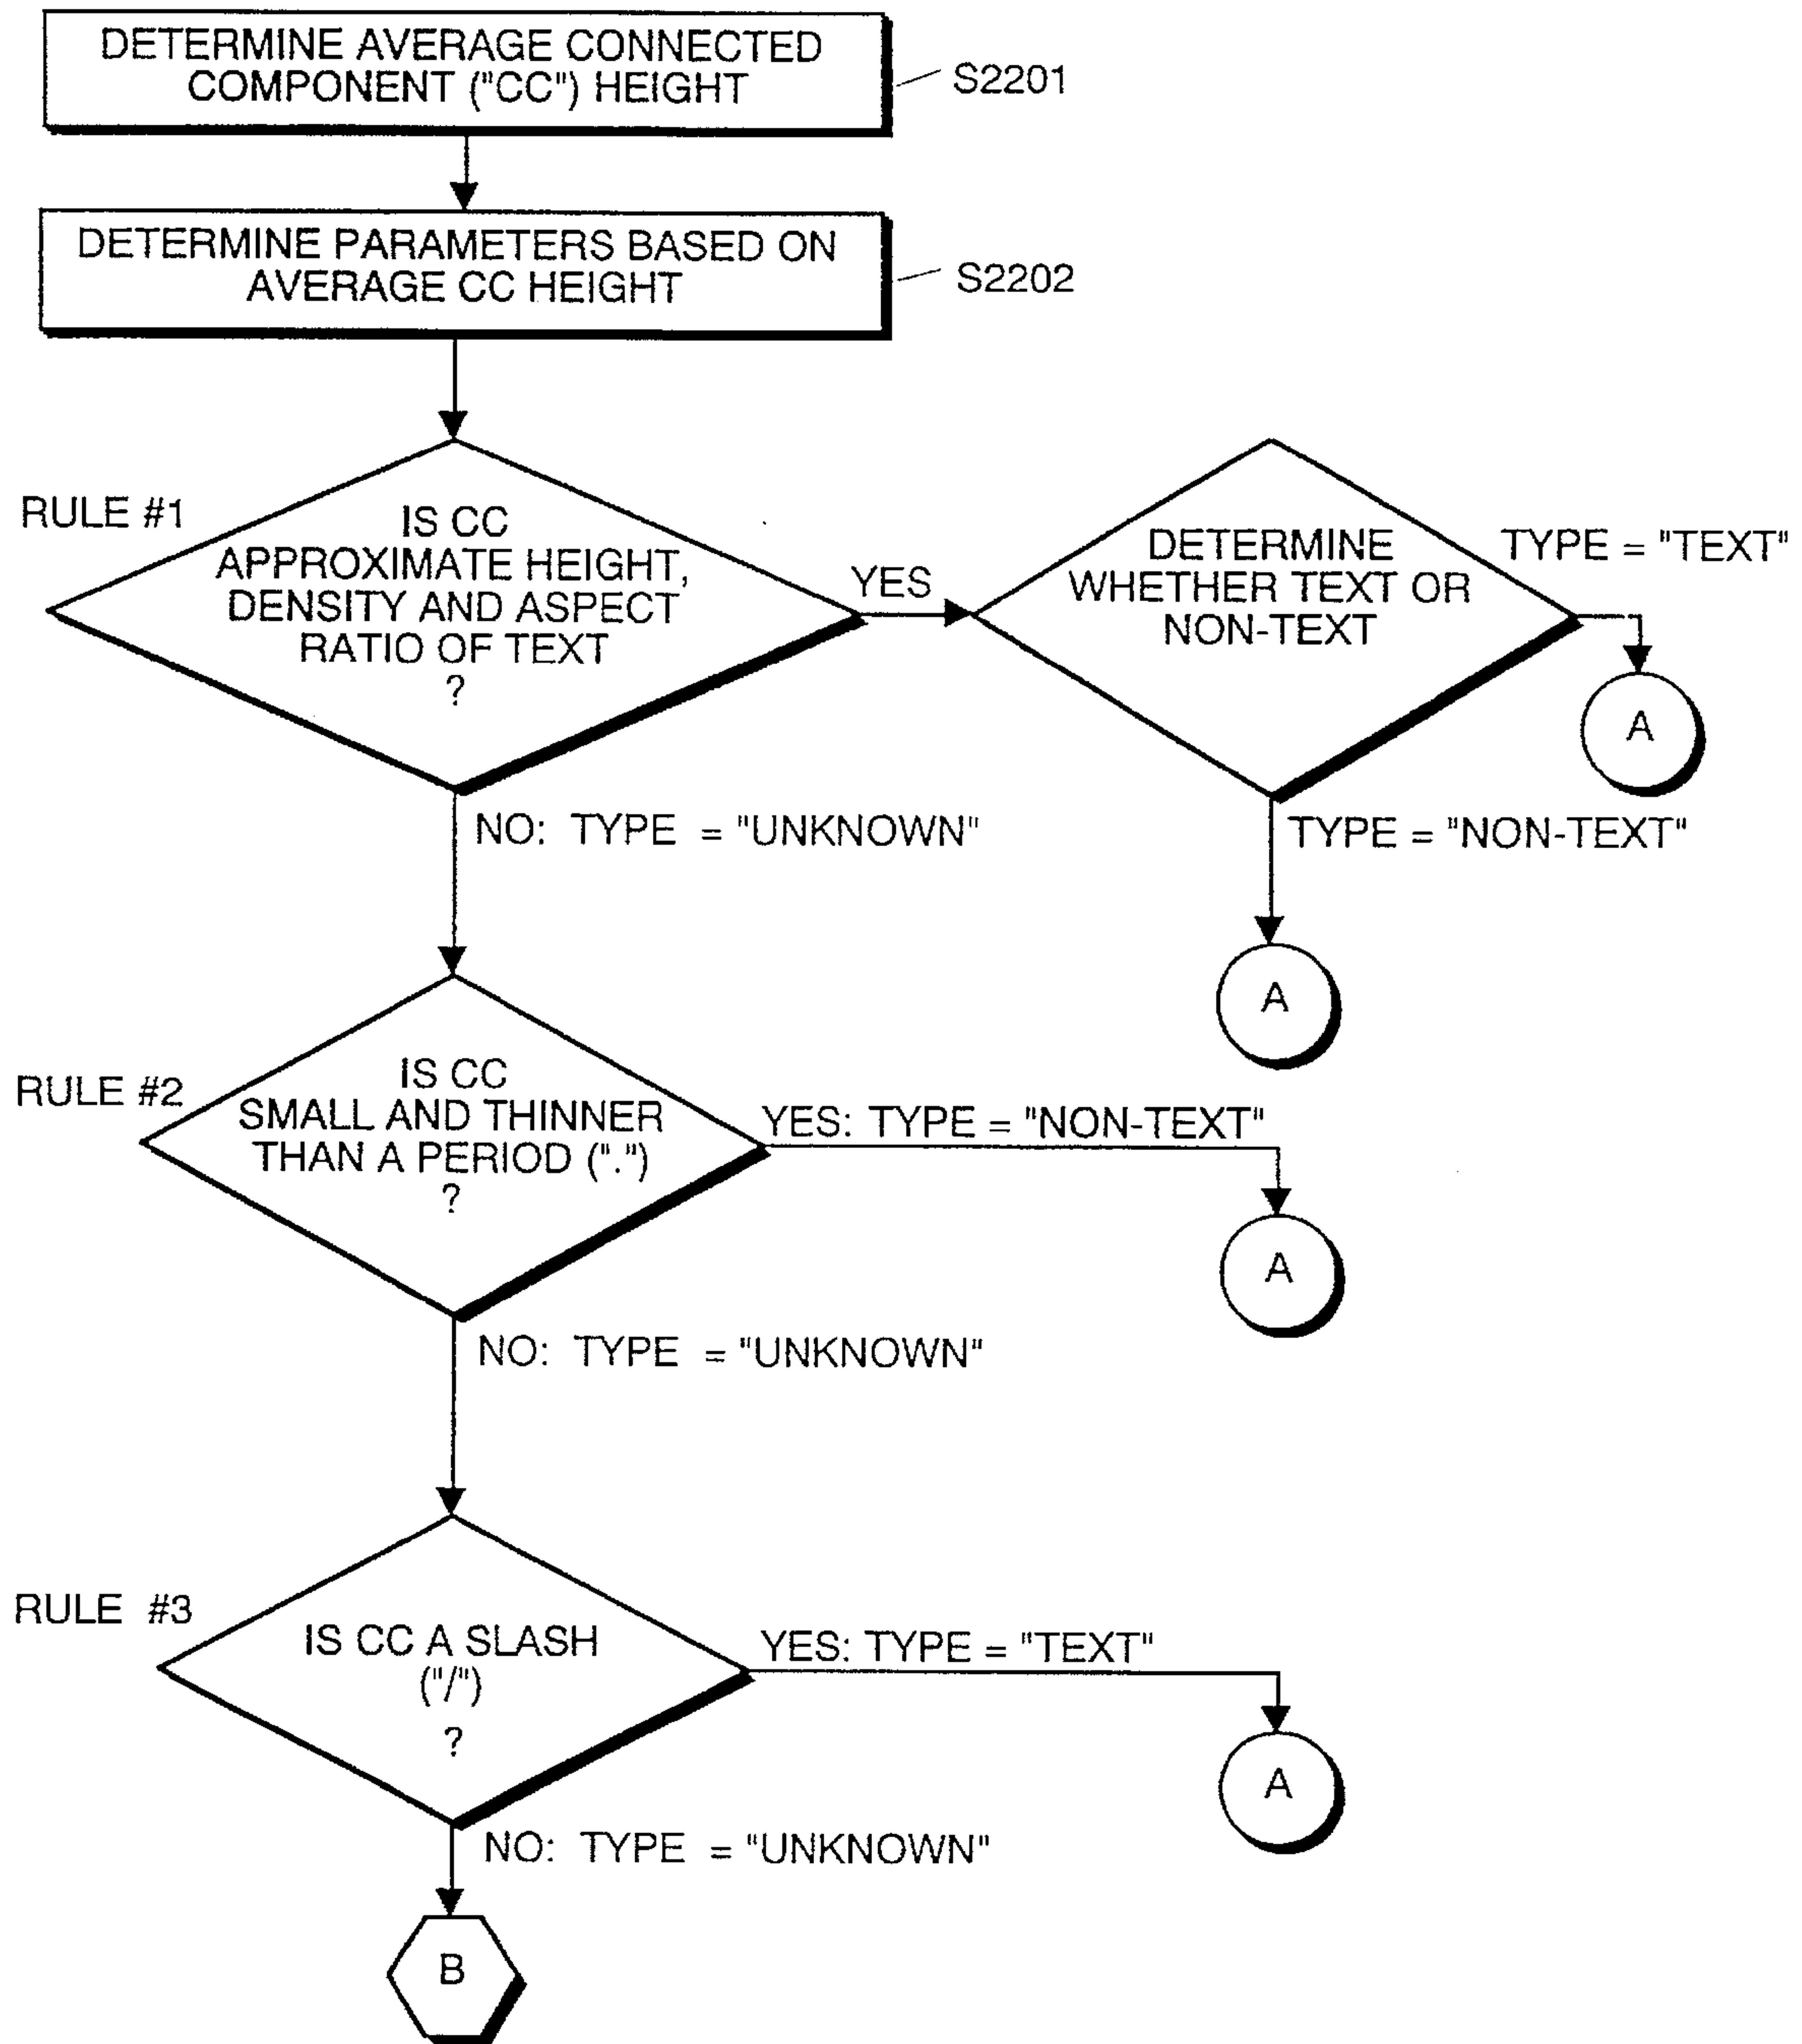 DETERMINE AVERAGE CONNECTED
COMPONENT ("CC") HEIGHT
S2201
DETERMINE PARAMETERS BASED ON
AVERAGE CC HEIGHT
S2202
RULE #1
IS CC
APPROXIMATE HEIGHT,
DENSITY AND ASPECT
RATIO OF TEXT
?
YES
DETERMINE
WHETHER TEXT OR
NON-TEXT
TYPE = "TEXT"
A
NO: TYPE = "UNKNOWN"
TYPE = "NON-TEXT"
A
RULE #2
IS CC
SMALL AND THINNER
THAN A PERIOD (".")
?
YES: TYPE = "NON-TEXT"
A
NO: TYPE = "UNKNOWN"
RULE #3
IS CC A SLASH
("/")
?
YES: TYPE = "TEXT"
A
NO: TYPE = "UNKNOWN"
B